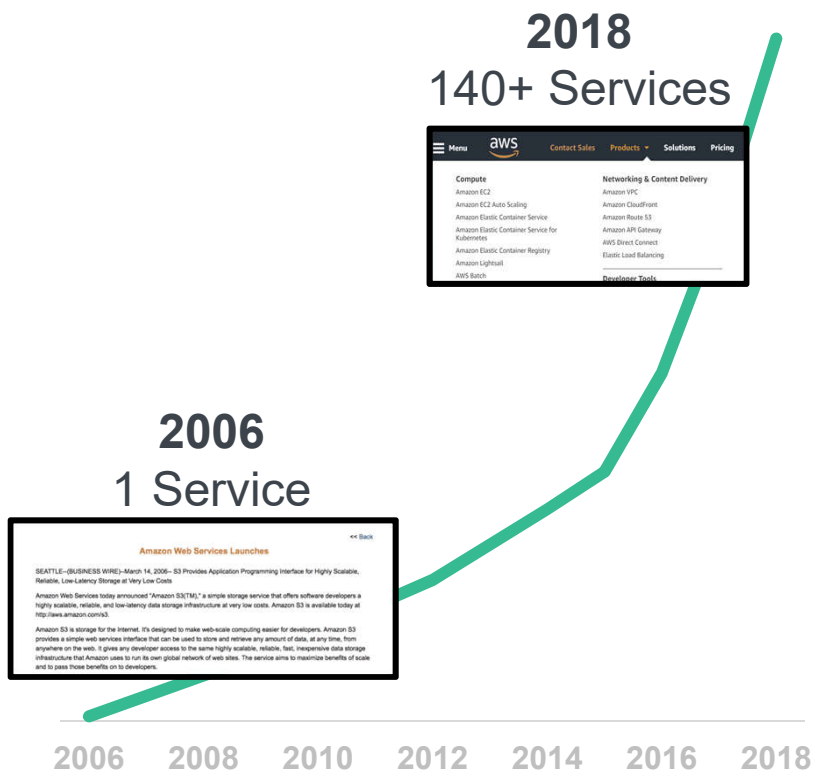 2018
140+ Services
Menu
aws
Contact Sales
Products
Solutions
Pricing
Compute
Amazon EC2
Amazon EC2 Auto Scaling
Amazon Elastic Container Service
Amazon Elastic Container Service for
Kubernetes
Amazon Elastic Container Registry
Amazon Lightsail
AWS Batch
Networking & Content Delivery
Amazon VPC
Amazon CloudFront
Amazon Route 53
Amazon API Gateway
AWS Direct Connect
Elastic Load Balancing
Developer Tools
2006
1 Service
<< Back
Amazon Web Services Launches
SEATTLE--(BUSINESS WIRE)--March 14, 2006-- S3 Provides Application Programming Interface for Highly Scalable,
Reliable, Low-Latency Storage at Very Low Costs
Amazon Web Services today announced "Amazon S3(TM)," a simple storage service that offers software developers a
highly scalable, reliable, and low-latency data storage infrastructure at very low costs. Amazon S3 is available today at
http://aws.amazon.com/s3.
Amazon S3 is storage for the Internet. It's designed to make web-scale computing easier for developers. Amazon S3
provides a simple web services interface that can be used to store and retrieve any amount of data, at any time, from
anywhere on the web. It gives any developer access to the same highly scalable, reliable, fast, inexpensive data storage
infrastructure that Amazon uses to run its own global network of web sites. The service aims to maximize benefits of scale
and to pass those benefits on to developers.
2006 2008 2010 2012 2014 2016 2018